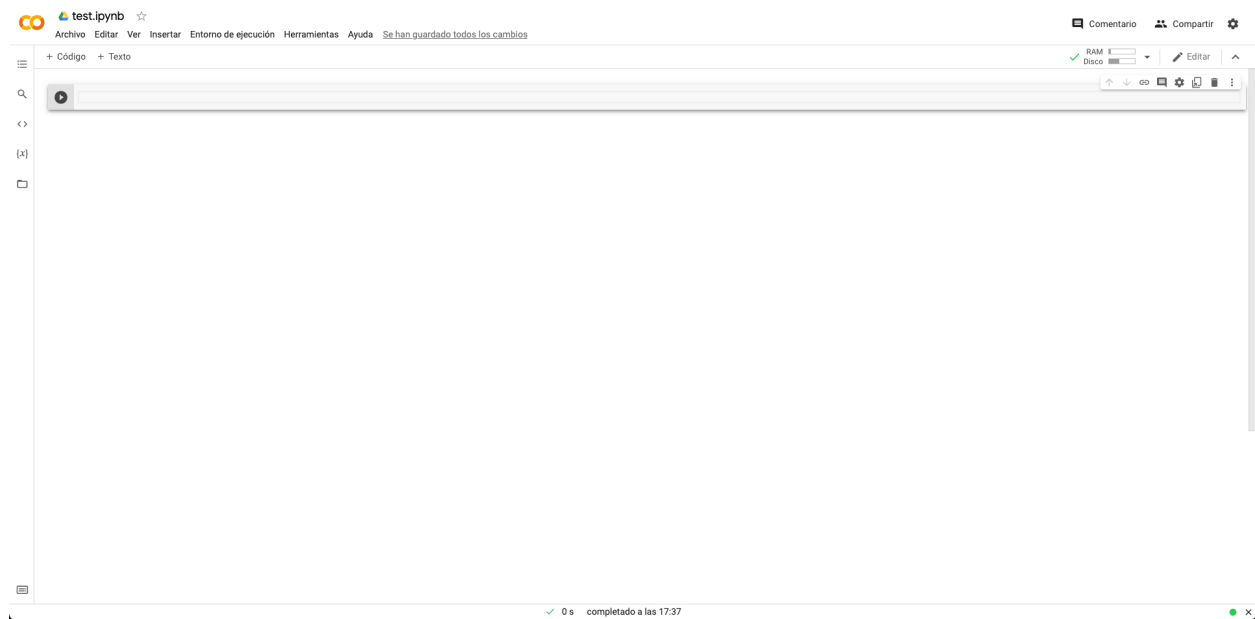 test.ipynb
Comentario Compartir
Archivo Editar Ver Insertar Entorno de ejecución Herramientas Ayuda Se han guardado todos los cambios
+ Código + Texto
RAM
Disco
Editar
{x}
0 s completado a las 17:37